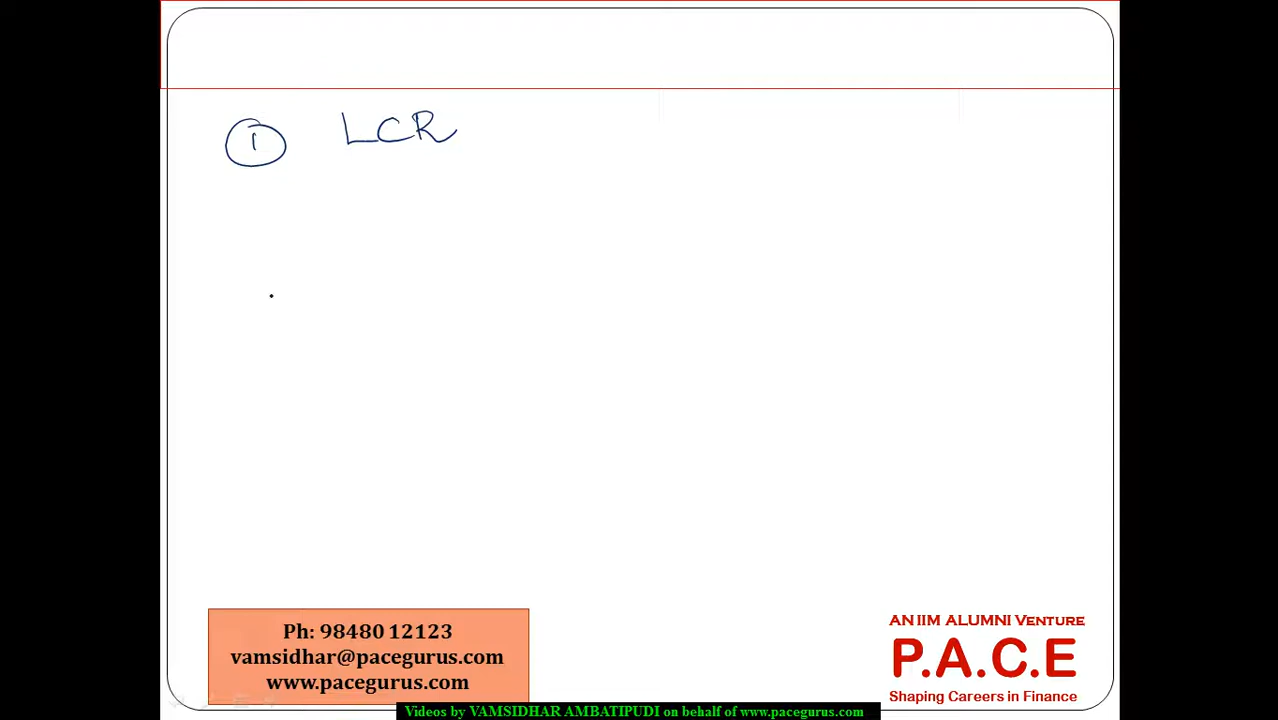 1 LCR
Ph: 98480 12123
vamsidhar@pacegurus.com
www.pacegurus.com
AN IIM ALUMNI VENTURE
P.A.C.E
Shaping Careers in Finance
Videos by VAMSIDHAR AMBATIPUDI on behalf of www.pacegurus.com